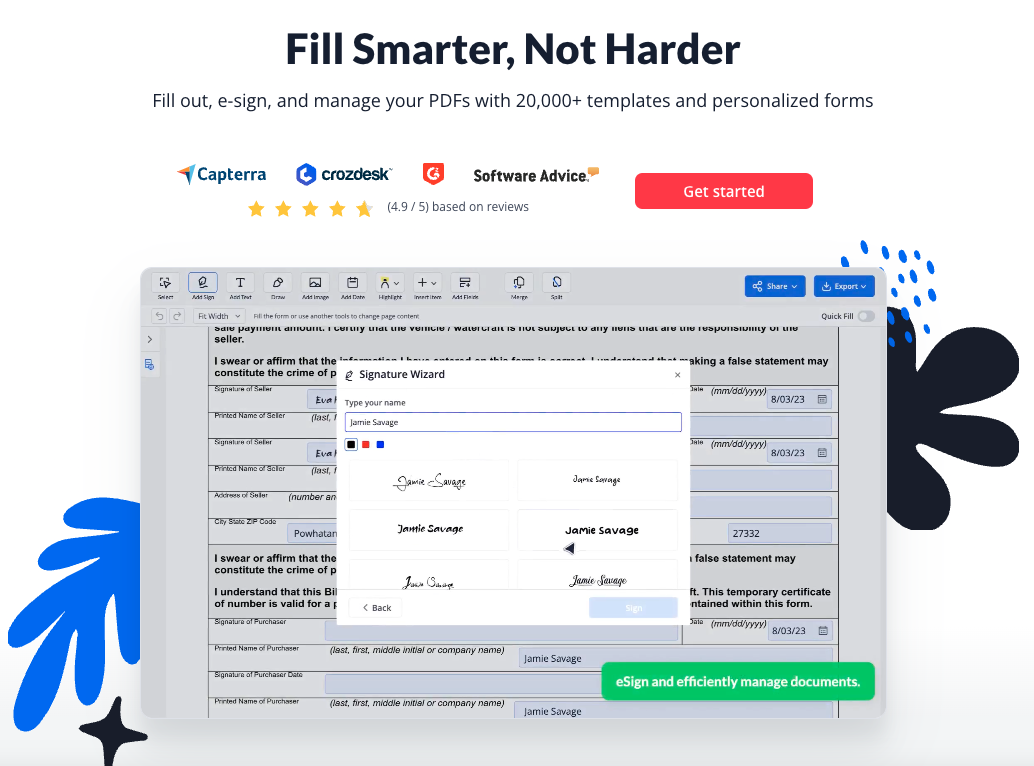 Fill Smarter, Not Harder
Fill out, e-sign, and manage your PDFs with 20,000+ templates and personalized forms
Capterra crozdesk Software Advice.
Get started
(4.9 / 5) based on reviews
Select Add Sign Add Text Draw Add Image Add Date Highlight Insert Item Add Fields Merge Split
Share Export
Fit Width Fill the form or use another tools to change page content Quick Fill
sale payment amount. I certify that the vehicle / watercraft is not subject to any liens that are the responsibility of the
seller.
I swear or affirm that the information I have entered on this form is correct. I understand that making a false statement may
constitute the crime of p
Signature Wizard
Signature of Seller Eva Date (mm/dd/yyyy) 8/03/23
Type your name
Printed Name of Seller (last,
Jamie Savage
Signature of Seller Eva Date (mm/dd/yyyy) 8/03/23
Printed Name of Seller (last,
Jamie Savage Jamie Savage
Address of Seller (number an
City State ZIP Code Powhatan 27332
Jamie Savage Jamie Savage
I swear or affirm that the false statement may
constitute the crime of p
Jamie Savage Jamie Savage
I understand that this Bil ft. This temporary certificate
of number is valid for a p ntained within this form.
Back Sign
Signature of Purchaser Date (mm/dd/yyyy) 8/03/23
Printed Name of Purchaser (last, first, middle initial or company name) Jamie Savage
Signature of Purchaser Date
eSign and efficiently manage documents.
Printed Name of Purchaser (last, first, middle initial or company name) Jamie Savage